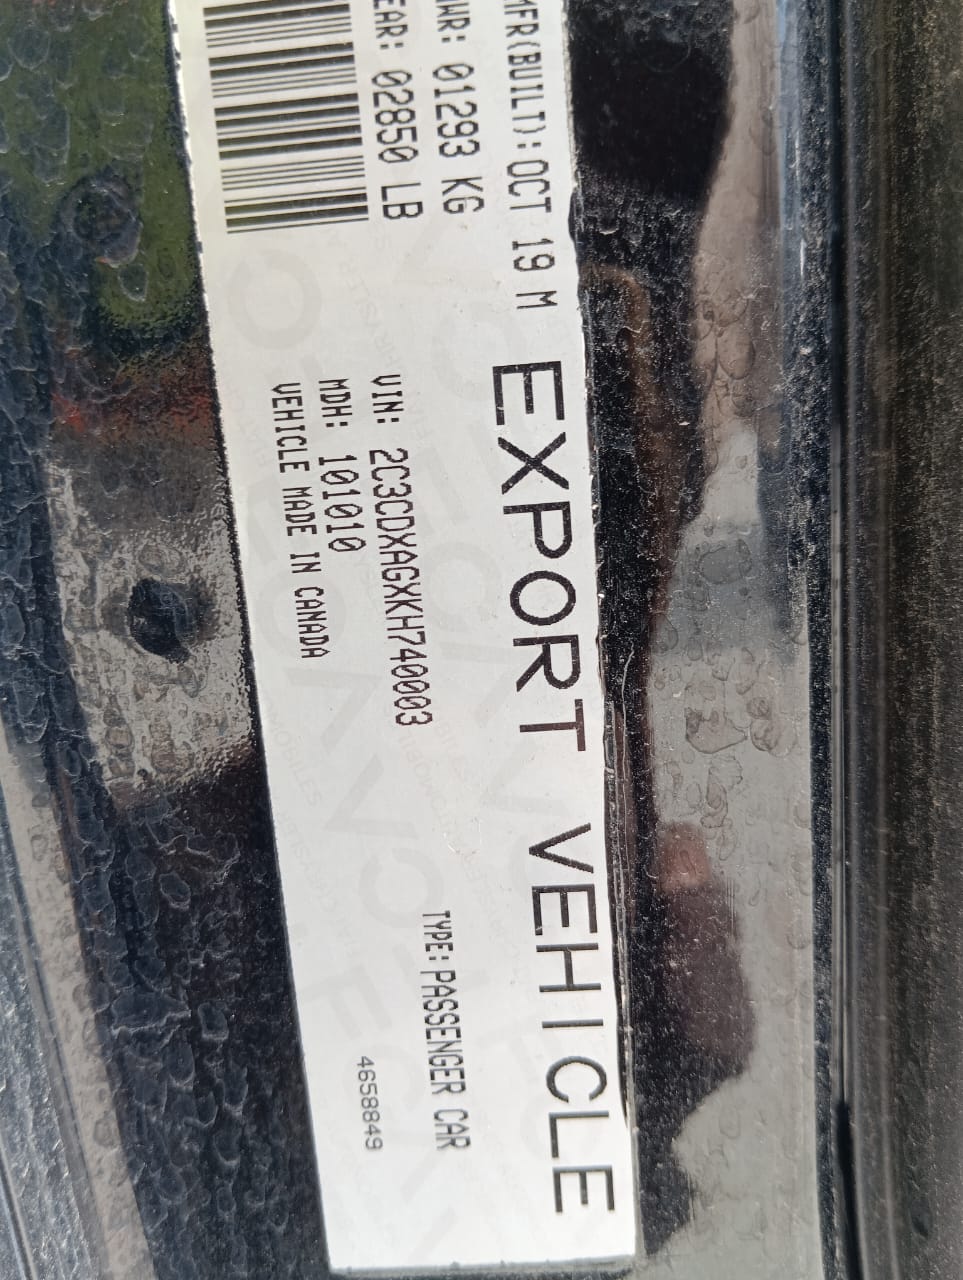 MFR(BUILT): OCT 19 M
WR: 01293 KG
EAR: 02850 LB
EXPORT VEHICLE
VIN: 2C3CDXAGXKH740003
MDH: 101010
VEHICLE MADE IN CANADA
TYPE: PASSENGER CAR
4658849